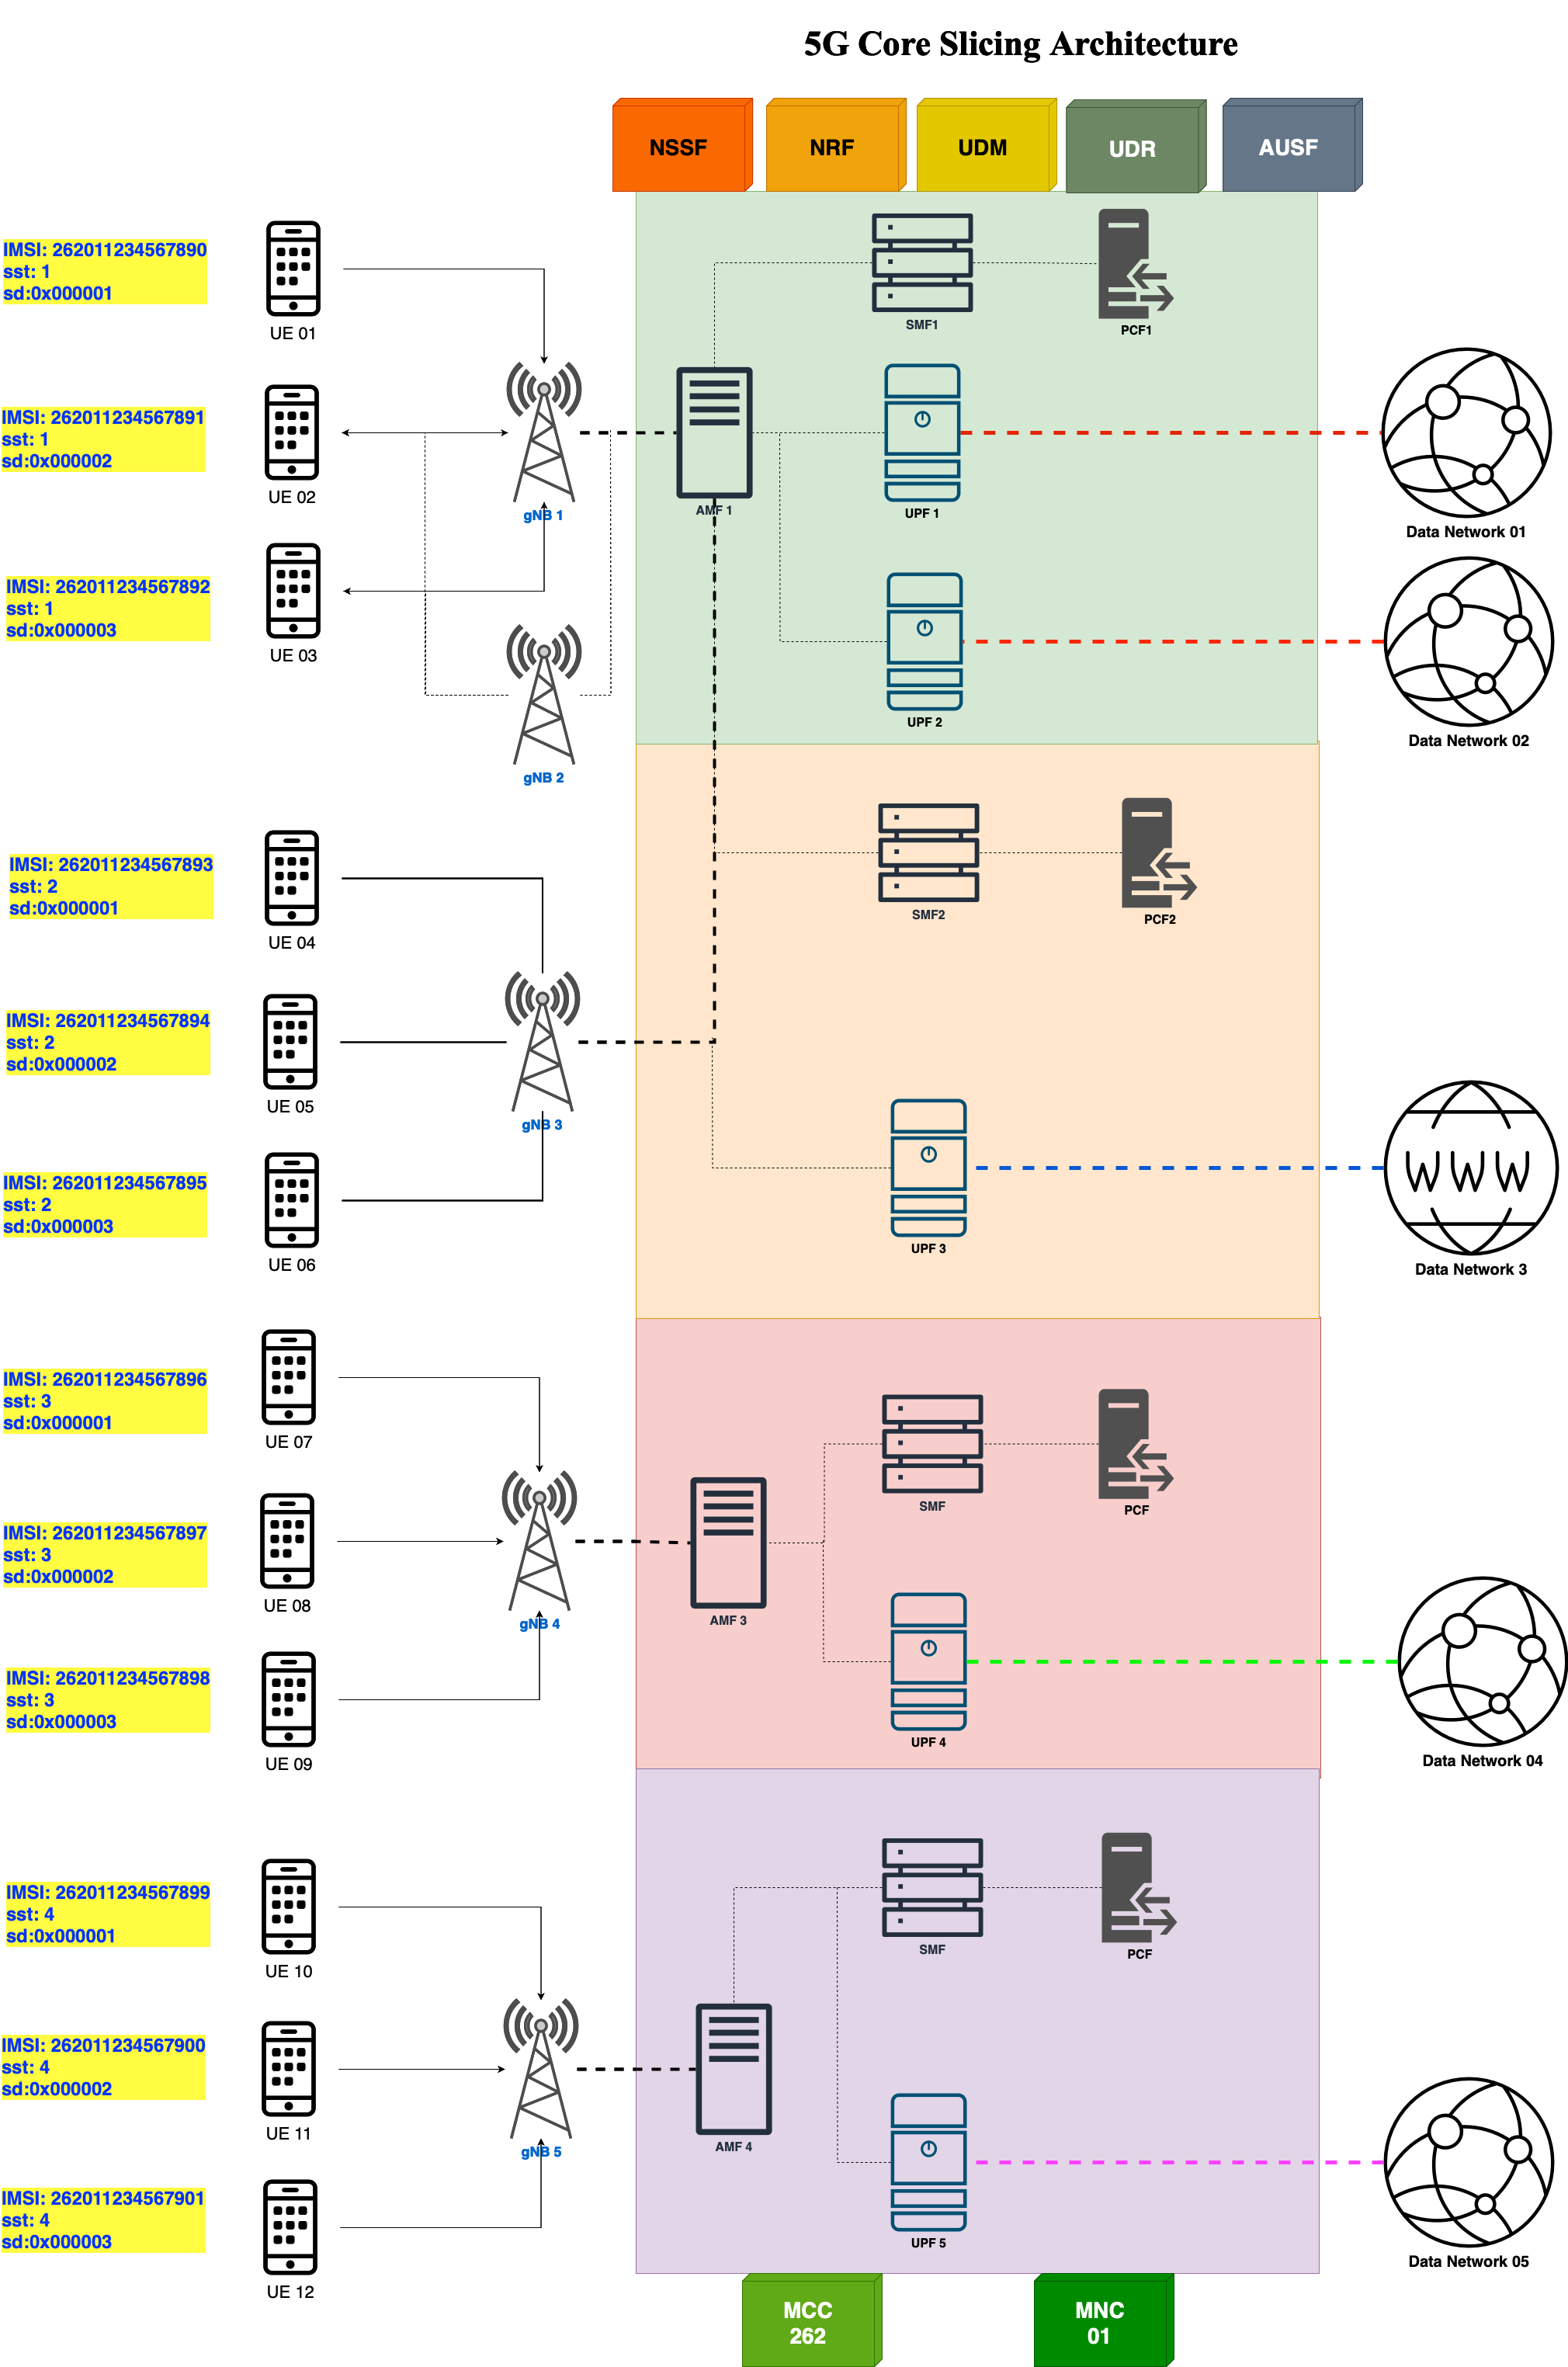 5G Core Slicing Architecture
NSSF
NRF
UDM
UDR
AUSF
IMSI: 262011234567890
sst: 1
sd:0x000001
UE 01
SMF1
PCF1
IMSI: 262011234567891
sst: 1
sd:0x000002
UE 02
gNB 1
AMF 1
UPF 1
Data Network 01
IMSI: 262011234567892
sst: 1
sd:0x000003
UE 03
gNB 2
UPF 2
Data Network 02
IMSI: 262011234567893
sst: 2
sd:0x000001
UE 04
SMF2
PCF2
IMSI: 262011234567894
sst: 2
sd:0x000002
UE 05
gNB 3
IMSI: 262011234567895
sst: 2
sd:0x000003
UE 06
UPF 3
W W W
Data Network 3
IMSI: 262011234567896
sst: 3
sd:0x000001
UE 07
SMF
PCF
IMSI: 262011234567897
sst: 3
sd:0x000002
UE 08
gNB 4
AMF 3
IMSI: 262011234567898
sst: 3
sd:0x000003
UE 09
UPF 4
Data Network 04
IMSI: 262011234567899
sst: 4
sd:0x000001
UE 10
SMF
PCF
IMSI: 262011234567900
sst: 4
sd:0x000002
UE 11
gNB 5
AMF 4
IMSI: 262011234567901
sst: 4
sd:0x000003
UE 12
UPF 5
Data Network 05
MCC
262
MNC
01